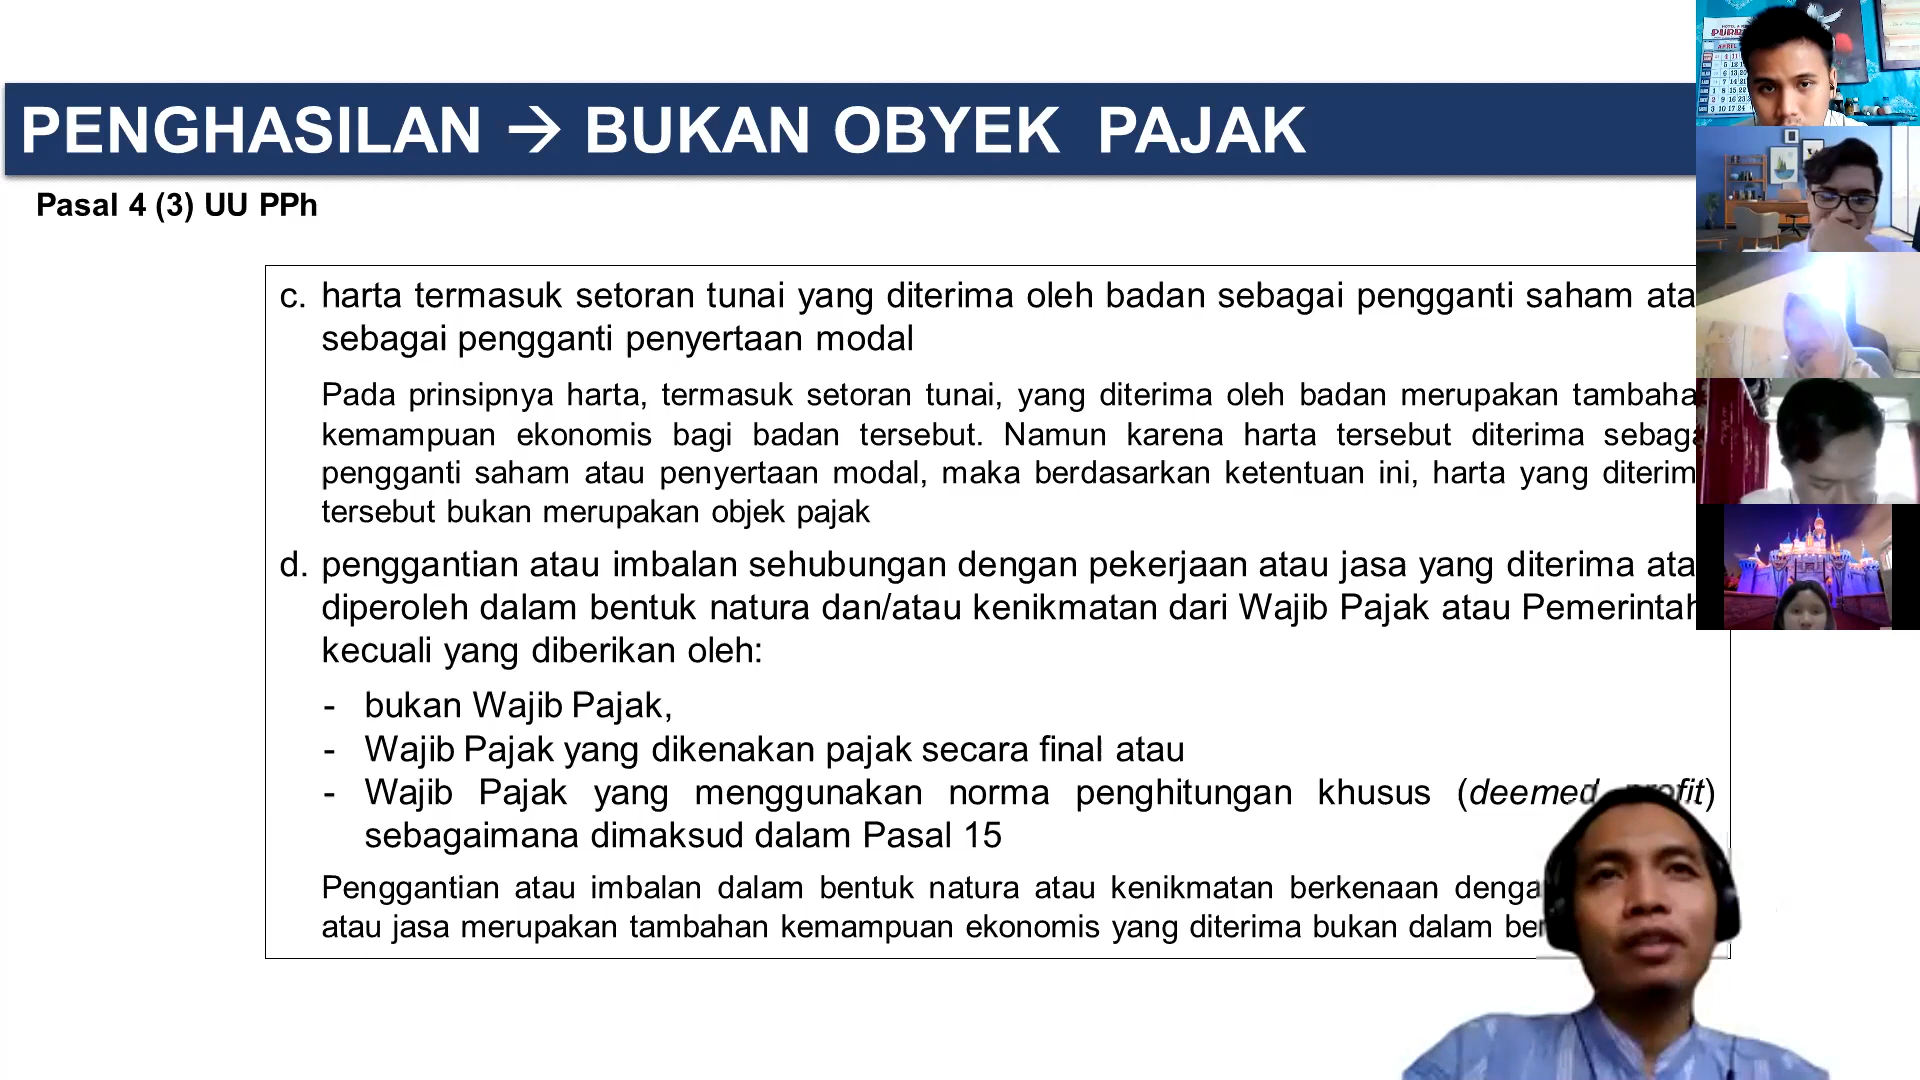 PENGHASILAN → BUKAN OBYEK PAJAK
Pasal 4 (3) UU PPh
c. harta termasuk setoran tunai yang diterima oleh badan sebagai pengganti saham ata
sebagai pengganti penyertaan modal
Pada prinsipnya harta, termasuk setoran tunai, yang diterima oleh badan merupakan tambaha
kemampuan ekonomis bagi badan tersebut. Namun karena harta tersebut diterima sebaga
pengganti saham atau penyertaan modal, maka berdasarkan ketentuan ini, harta yang diterim
tersebut bukan merupakan objek pajak
d. penggantian atau imbalan sehubungan dengan pekerjaan atau jasa yang diterima ata
diperoleh dalam bentuk natura dan/atau kenikmatan dari Wajib Pajak atau Pemerintah
kecuali yang diberikan oleh:
- bukan Wajib Pajak,
- Wajib Pajak yang dikenakan pajak secara final atau
- Wajib Pajak yang menggunakan norma penghitungan khusus (deemed profit)
sebagaimana dimaksud dalam Pasal 15
Penggantian atau imbalan dalam bentuk natura atau kenikmatan berkenaan denga
atau jasa merupakan tambahan kemampuan ekonomis yang diterima bukan dalam be